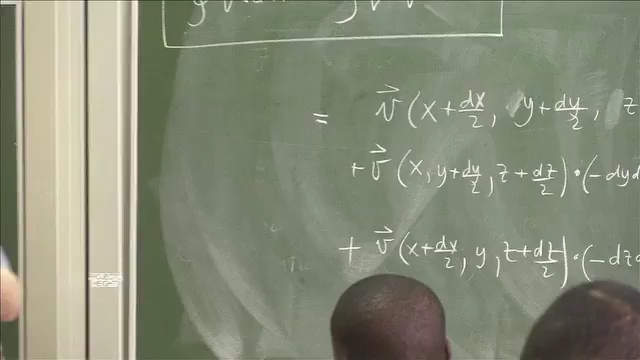 = v⃗ (x + dx/2, y + dy/2, z
+ v⃗ (x, y + dy/2, z + dz/2) · (- dyd
+ v⃗ (x + dx/2, y, z + dz/2) · (- dzd